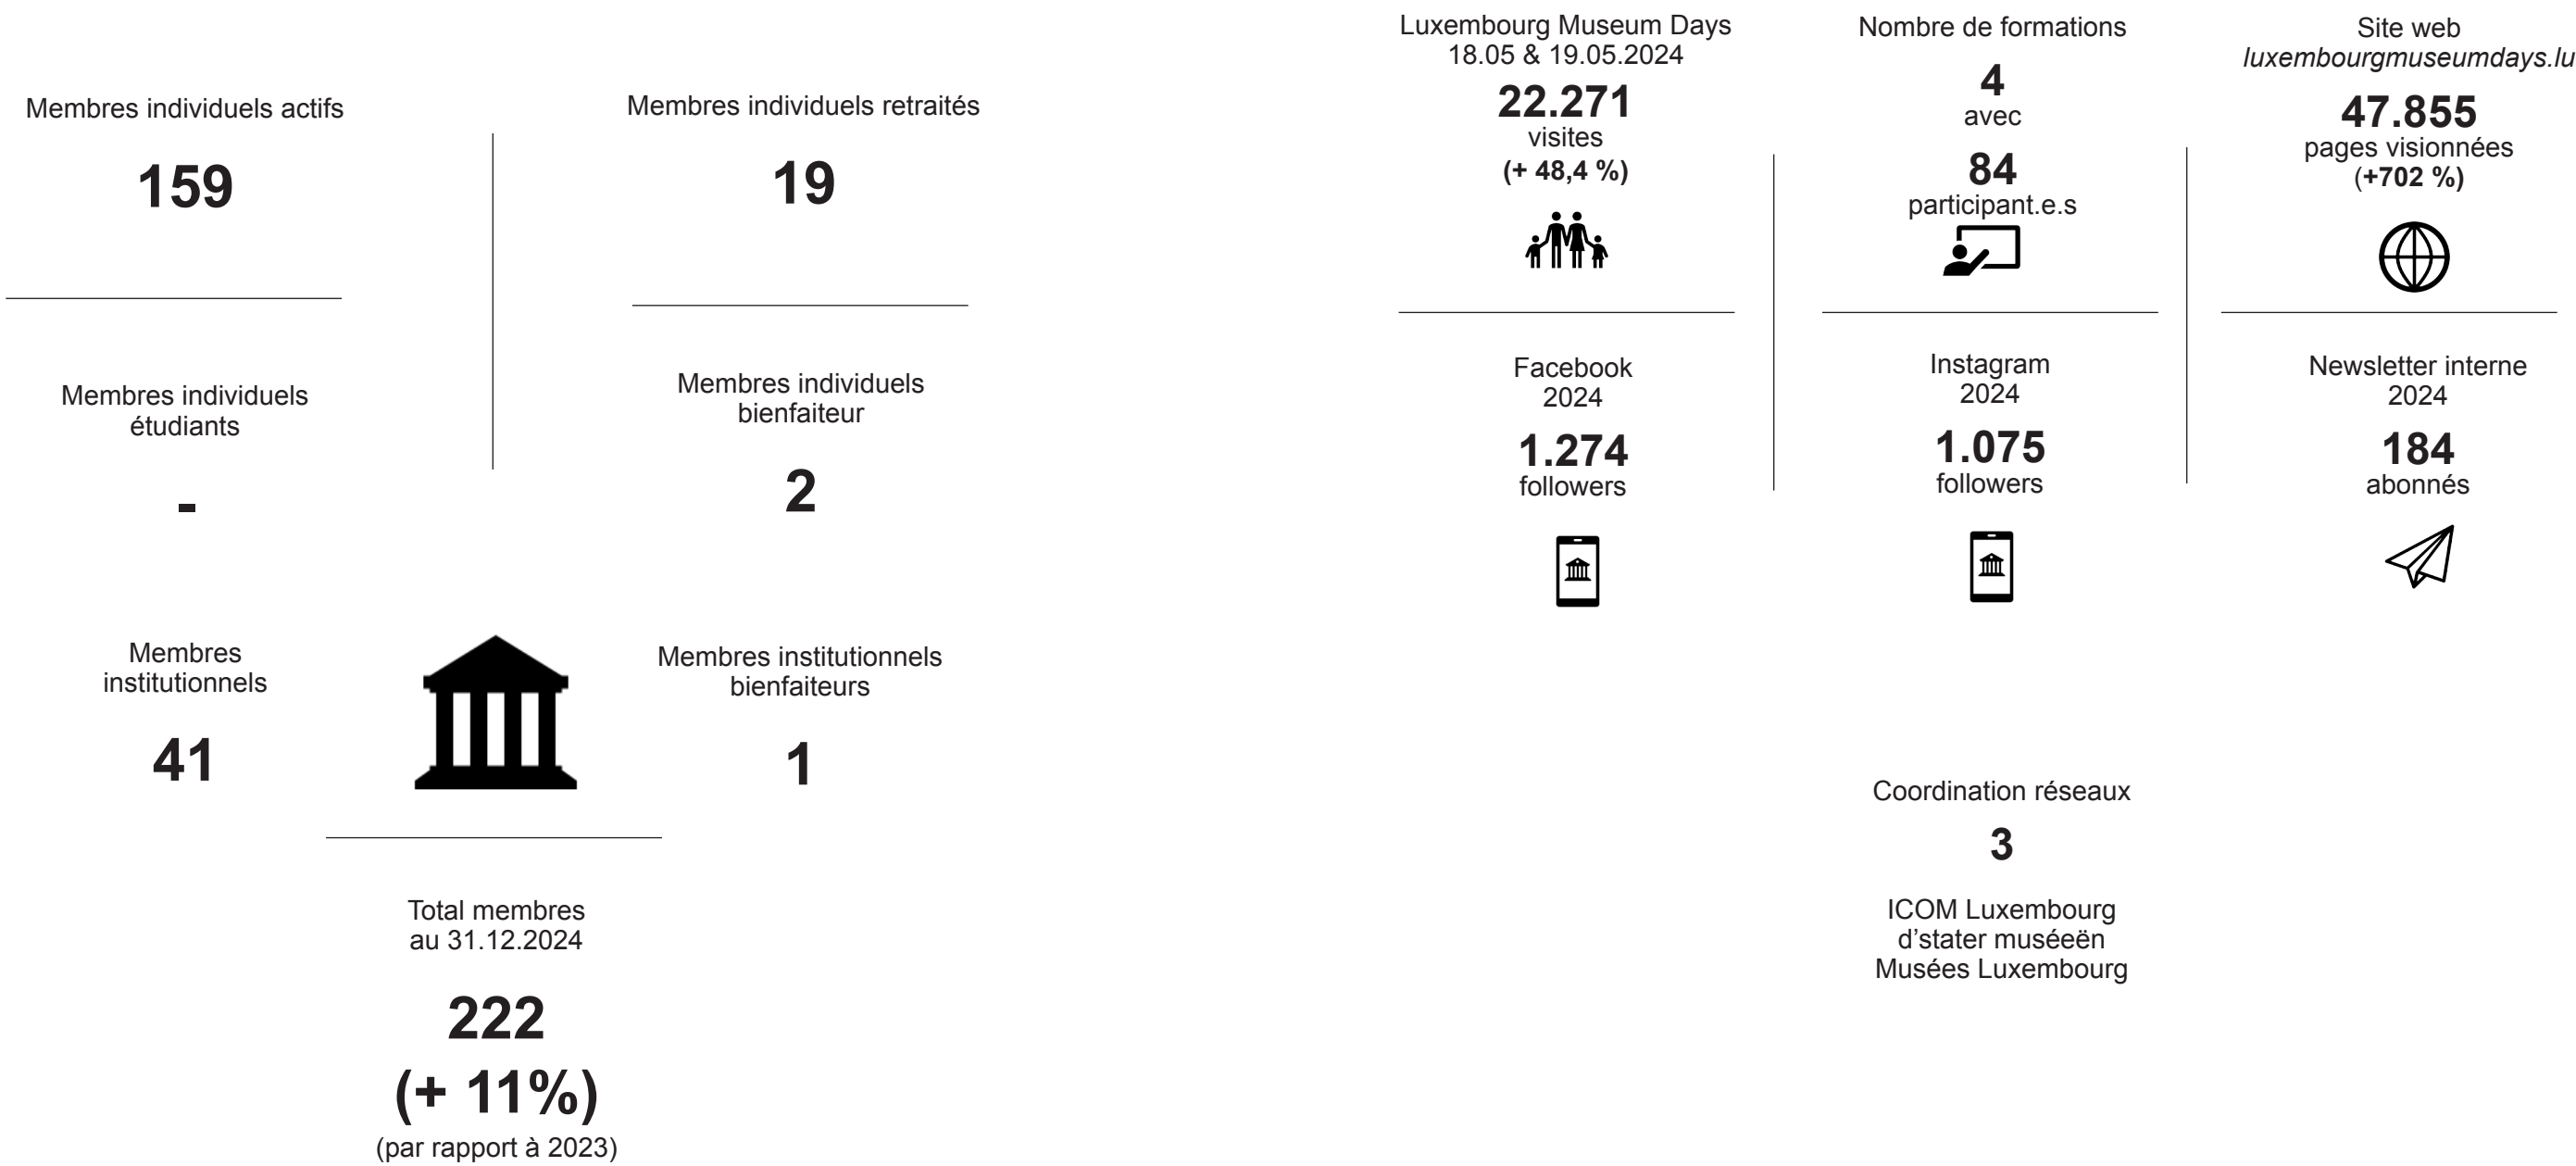 Membres individuels actifs
159
Membres individuels retraités
19
Membres individuels
étudiants
-
Membres individuels
bienfaiteur
2
Membres
institutionnels
41
Membres institutionnels
bienfaiteurs
1
Total membres
au 31.12.2024
222
(+ 11%)
(par rapport à 2023)
Luxembourg Museum Days
18.05 & 19.05.2024
22.271
visites
(+ 48,4 %)
Nombre de formations
4
avec
84
participant.e.s
Site web
luxembourgmuseumdays.lu
47.855
pages visionnées
(+702 %)
Facebook
2024
1.274
followers
Instagram
2024
1.075
followers
Newsletter interne
2024
184
abonnés
Coordination réseaux
3
ICOM Luxembourg
d’stater muséeën
Musées Luxembourg